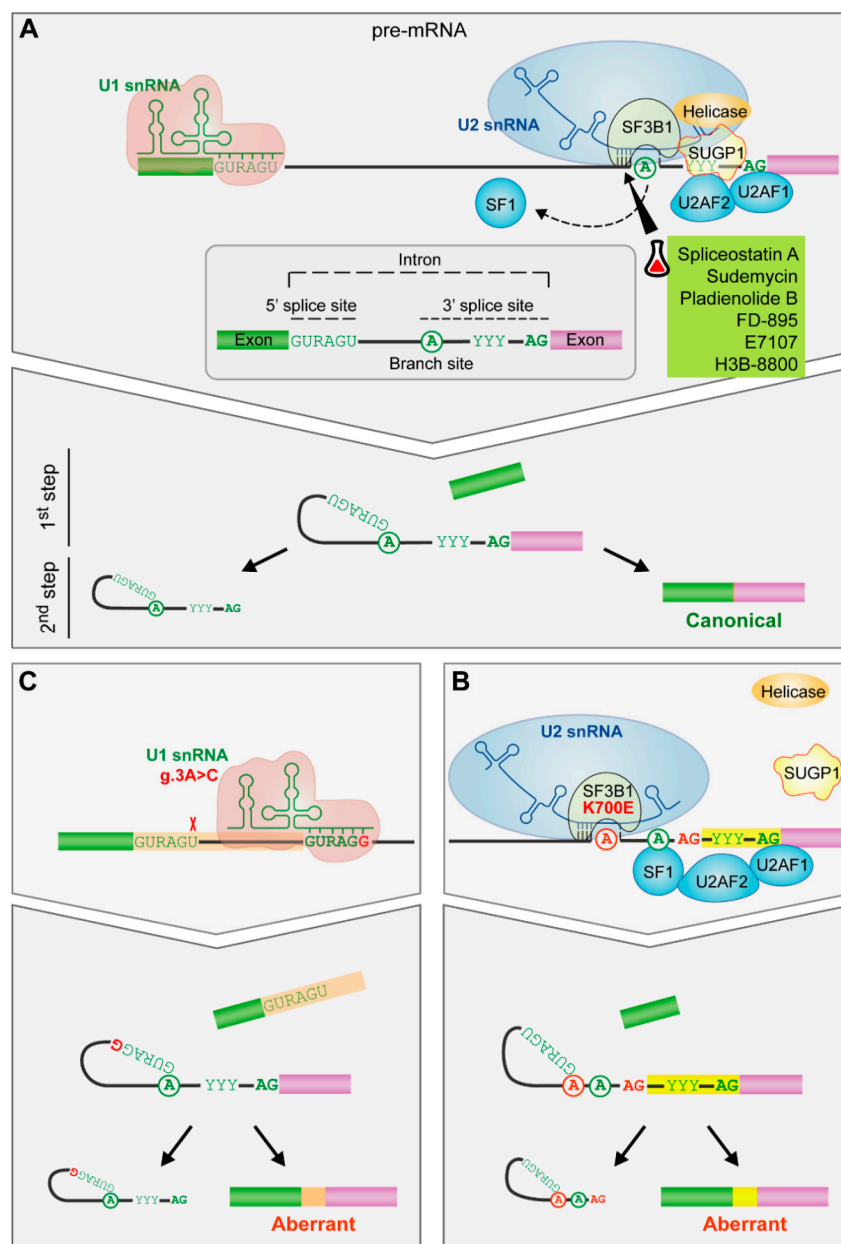 A
pre-mRNA
U1 snRNA
GURAGU
U2 snRNA
SF3B1
Helicase
SUGP1
A
YYY
AG
U2AF2
U2AF1
SF1
Spliceostatin A
Sudemycin
Pladienolide B
FD-895
E7107
H3B-8800
Intron
5' splice site
3' splice site
Exon
GURAGU
A
YYY
AG
Exon
Branch site
1st step
GURAGU
A
YYY
AG
2nd step
GURAGU
A
YYY
AG
Canonical
C
U1 snRNA
g.3A>C
X
GURAGU
GURAGG
GURAGU
GURAGG
A
YYY
AG
GURAGG
A
YYY
AG
Aberrant
B
Helicase
U2 snRNA
SUGP1
SF3B1
K700E
A
A
AG
YYY
AG
SF1
U2AF2
U2AF1
GURAGU
A
A
AG
YYY
AG
GURAGU
A
A
AG
Aberrant